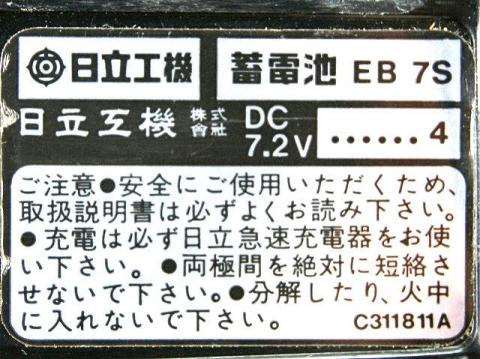 日立工機
蓄電池 EB 7S
日立工機 株式會社
DC
7.2V
......4
ご注意●安全にご使用いただくため、
取扱説明書は必ずよくお読み下さい。
●充電は必ず日立急速充電器をお使
い下さい。●両極間を絶対に短絡さ
せないで下さい。●分解したり、火中
に入れないで下さい。 C311811A